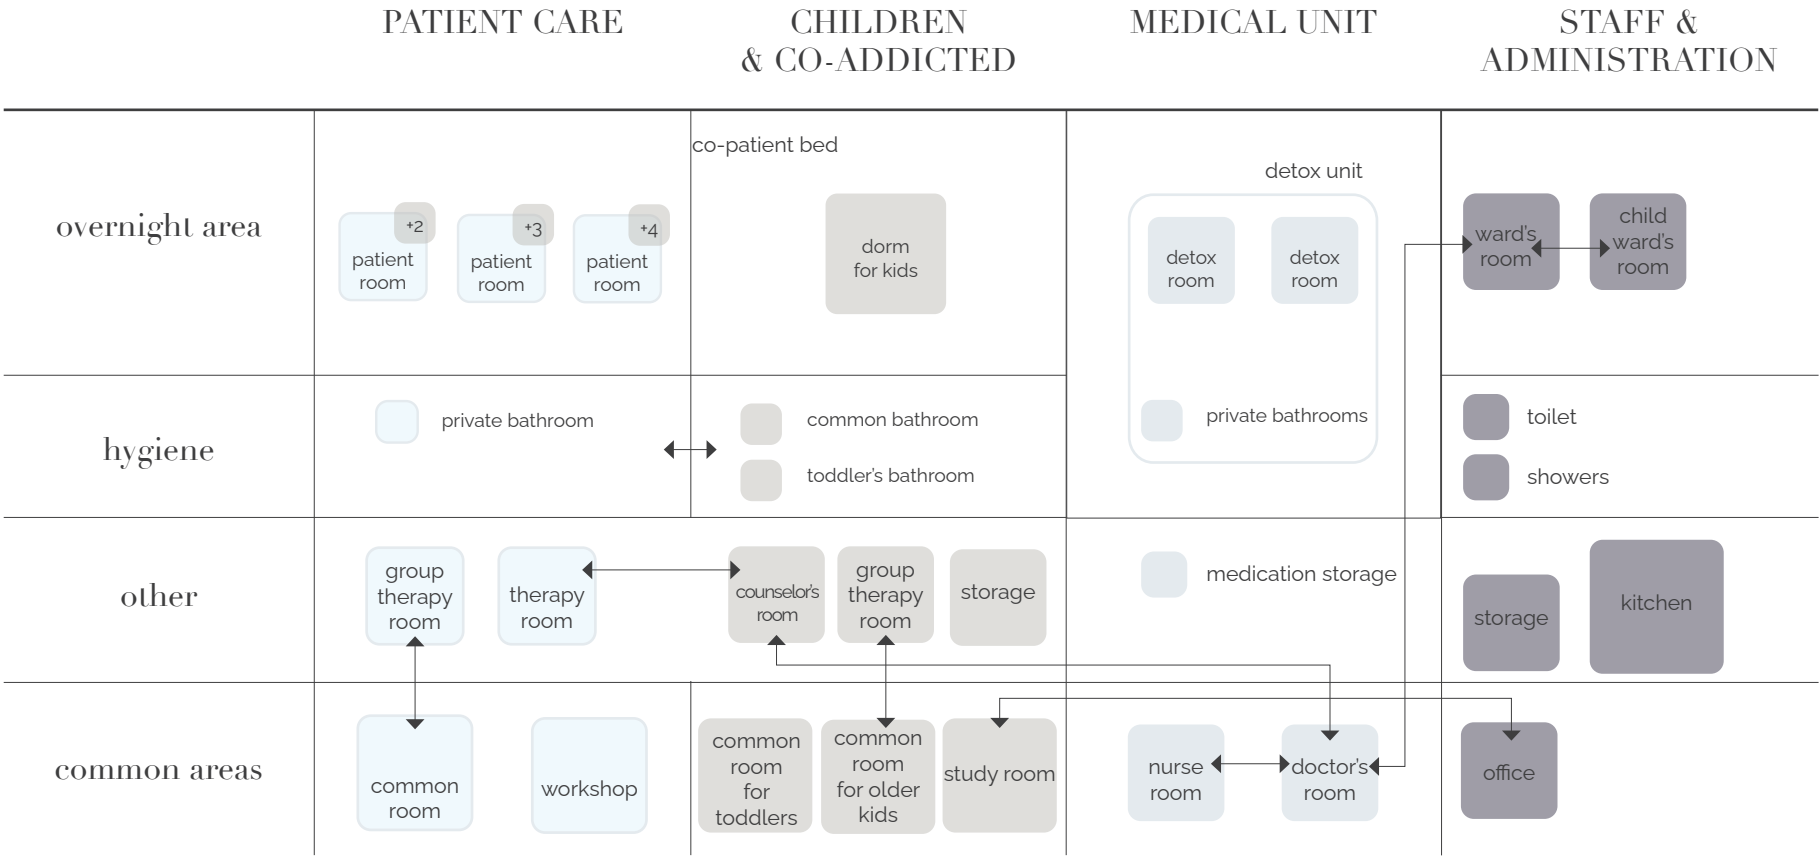 PATIENT CARE
CHILDREN
& CO-ADDICTED
MEDICAL UNIT
STAFF &
ADMINISTRATION
overnight area
+2
patient
room
+3
patient
room
+4
patient
room
co-patient bed
dorm
for kids
detox unit
detox
room
detox
room
ward's
room
child
ward's
room
hygiene
private bathroom
common bathroom
toddler's bathroom
private bathrooms
toilet
showers
other
group
therapy
room
therapy
room
counselor's
room
group
therapy
room
storage
medication storage
storage
kitchen
common areas
common
room
workshop
common
room
for
toddlers
common
room
for older
kids
study room
nurse
room
doctor's
room
office